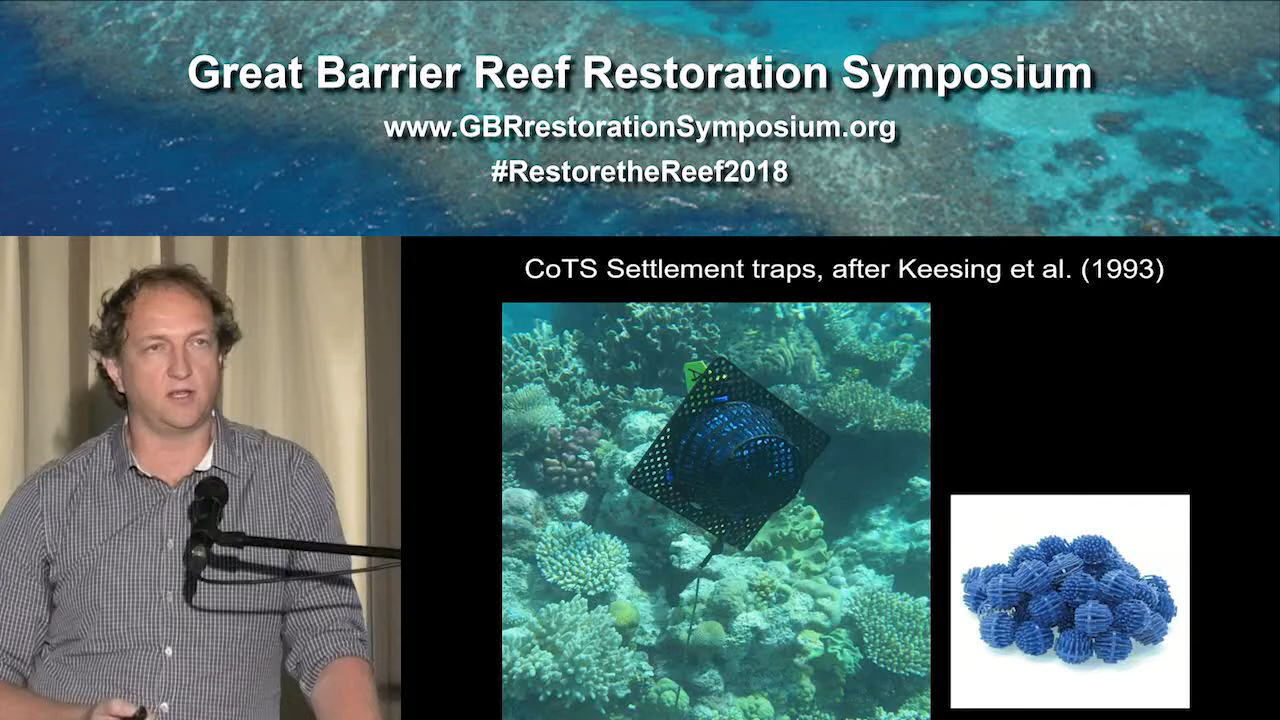 Great Barrier Reef Restoration Symposium
www.GBRrestorationSymposium.org
#RestoretheReef2018
CoTS Settlement traps, after Keesing et al. (1993)
A